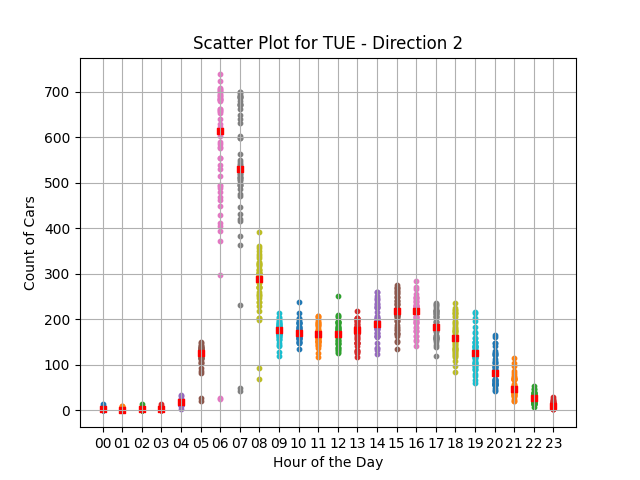 Scatter Plot for TUE - Direction 2
Count of Cars
700
600
500
400
300
200
100
0
00 01 02 03 04 05 06 07 08 09 10 11 12 13 14 15 16 17 18 19 20 21 22 23
Hour of the Day